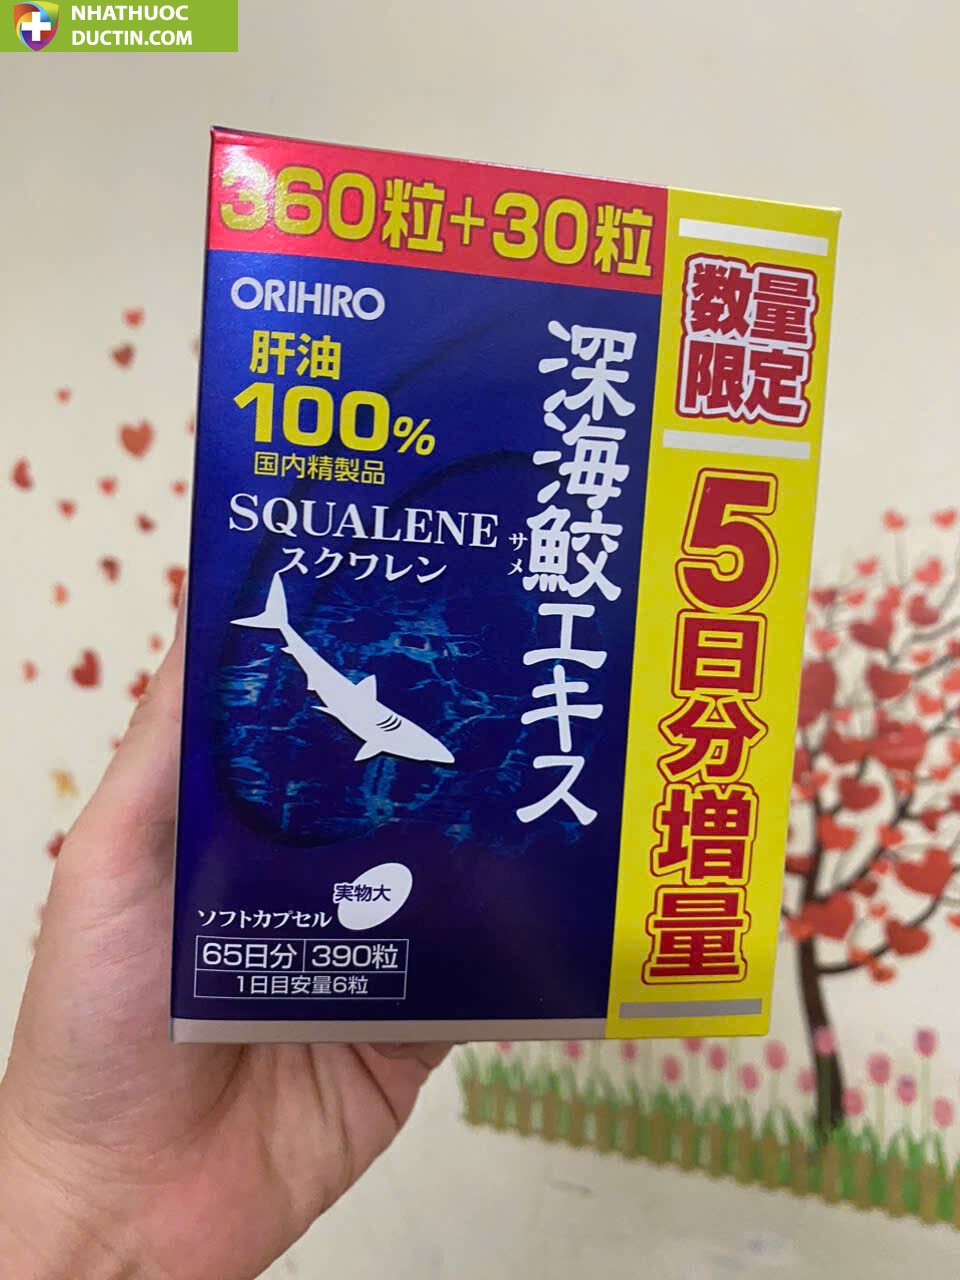 NHATHUOC
DUCTIN.COM
360粒+30粒
ORIHIRO
肝油
100%
国内精製品
SQUALENE
スクワレン
深海鮫エキス
サメ
数量
限定
5日分増量
実物大
ソフトカプセル
65日分 390粒
1日目安量6粒